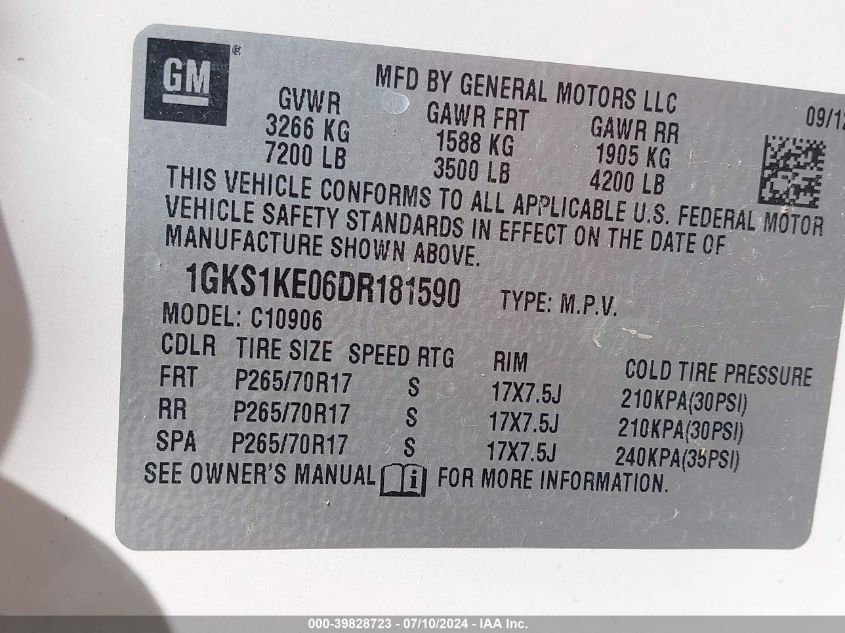 GM ®
MFD BY GENERAL MOTORS LLC
09/12
GVWR GAWR FRT GAWR RR
3266 KG 1588 KG 1905 KG
7200 LB 3500 LB 4200 LB
THIS VEHICLE CONFORMS TO ALL APPLICABLE U.S. FEDERAL MOTOR
VEHICLE SAFETY STANDARDS IN EFFECT ON THE DATE OF
MANUFACTURE SHOWN ABOVE.
1GKS1KE06DR181590 TYPE: M.P.V.
MODEL: C10906
CDLR TIRE SIZE SPEED RTG RIM COLD TIRE PRESSURE
FRT P265/70R17 S 17X7.5J 210KPA(30PSI)
RR P265/70R17 S 17X7.5J 210KPA(30PSI)
SPA P265/70R17 S 17X7.5J 240KPA(35PSI)
SEE OWNER'S MANUAL i FOR MORE INFORMATION.
000-39828723 - 07/10/2024 - IAA Inc.